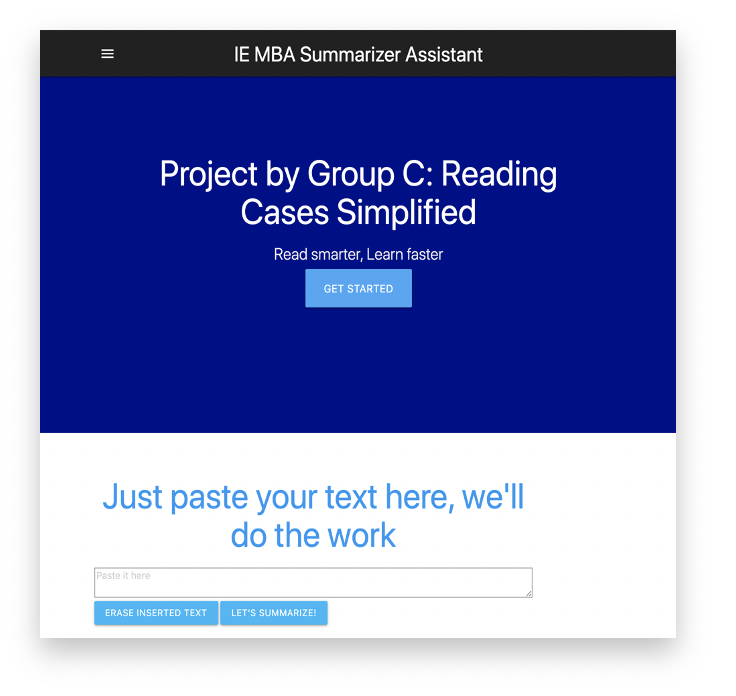 IE MBA Summarizer Assistant
Project by Group C: Reading
Cases Simplified
Read smarter, Learn faster
GET STARTED
Just paste your text here, we'll
do the work
Paste it here
ERASE INSERTED TEXT
LET'S SUMMARIZE!